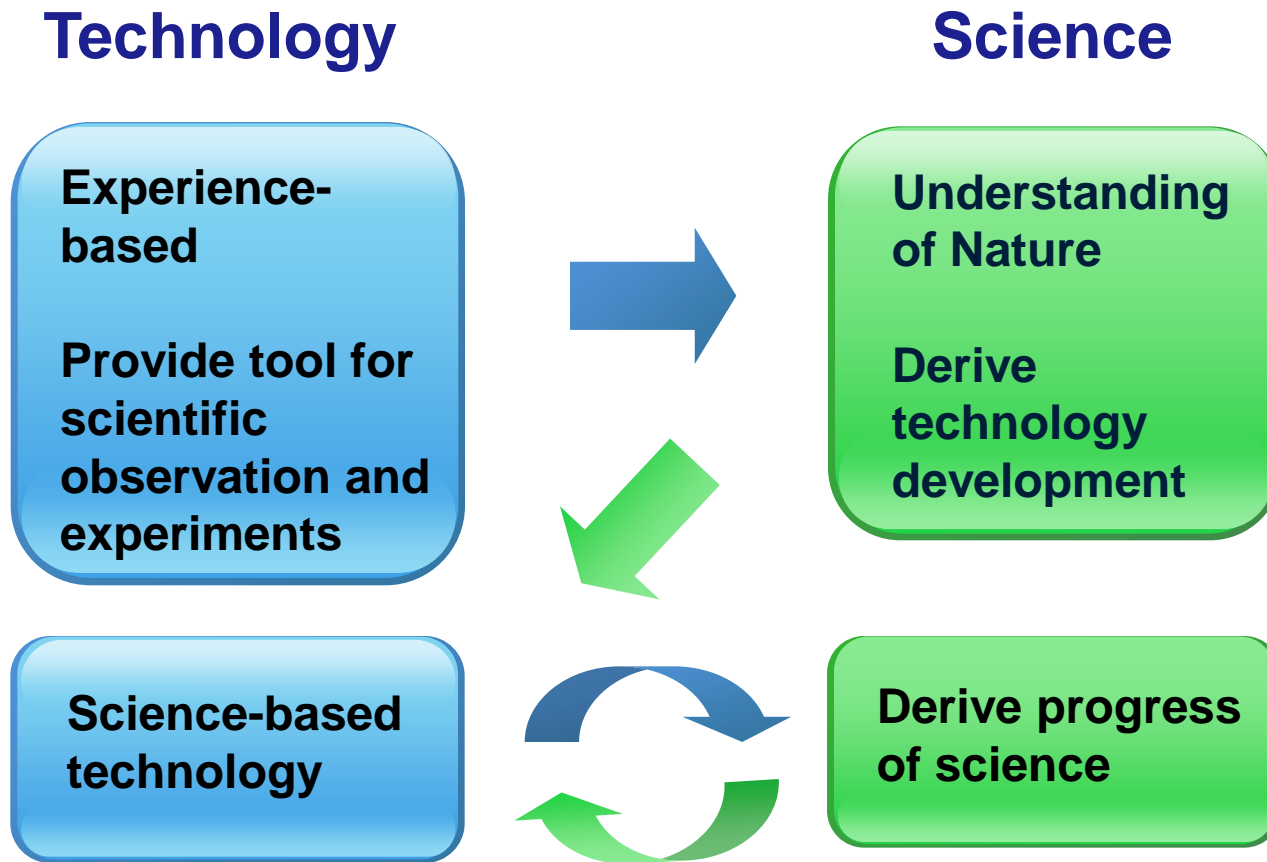 Technology
Science
Experience-
based
Provide tool for
scientific
observation and
experiments
Understanding
of Nature
Derive
technology
development
Science-based
technology
Derive progress
of science